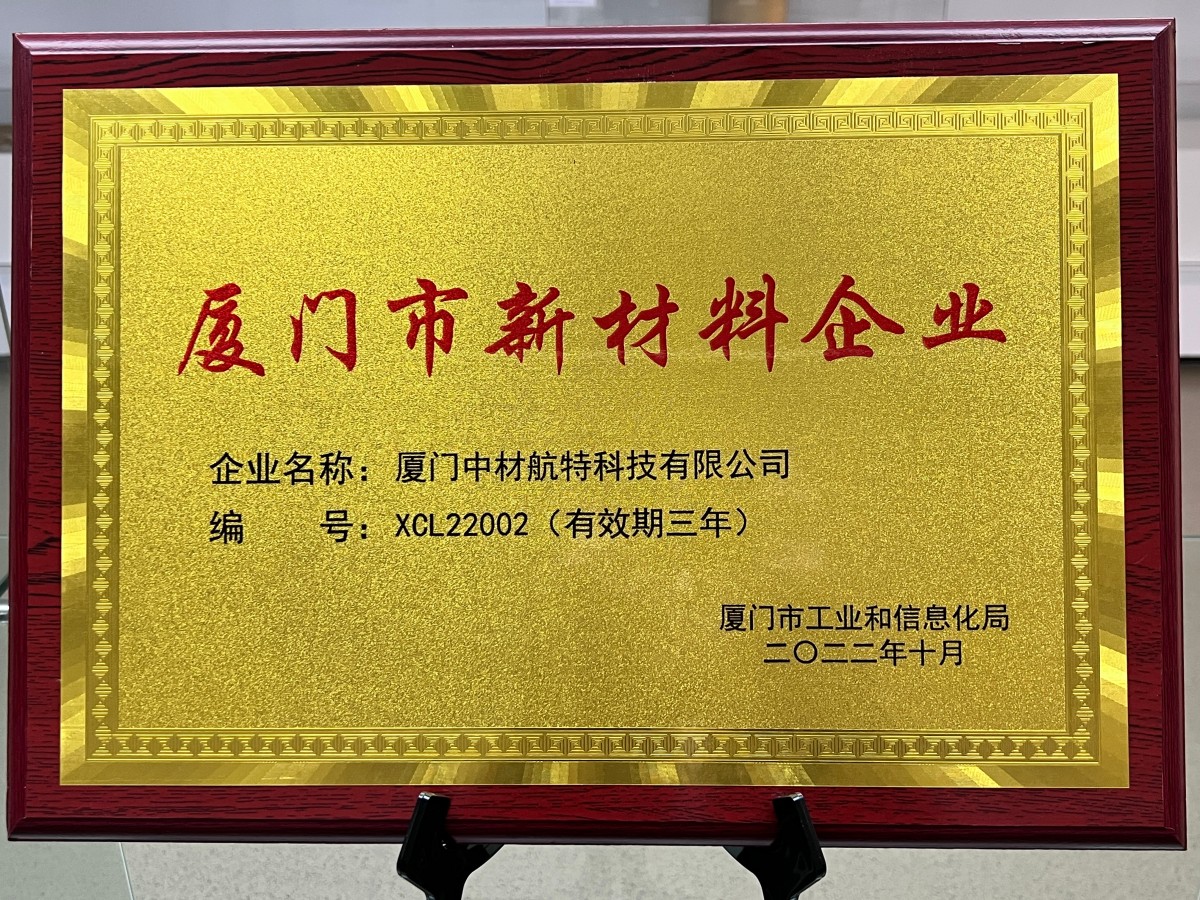 厦门市新材料企业
企业名称：厦门中材航特科技有限公司
编　　号：XCL22002（有效期三年）
厦门市工业和信息化局
二〇二二年十月